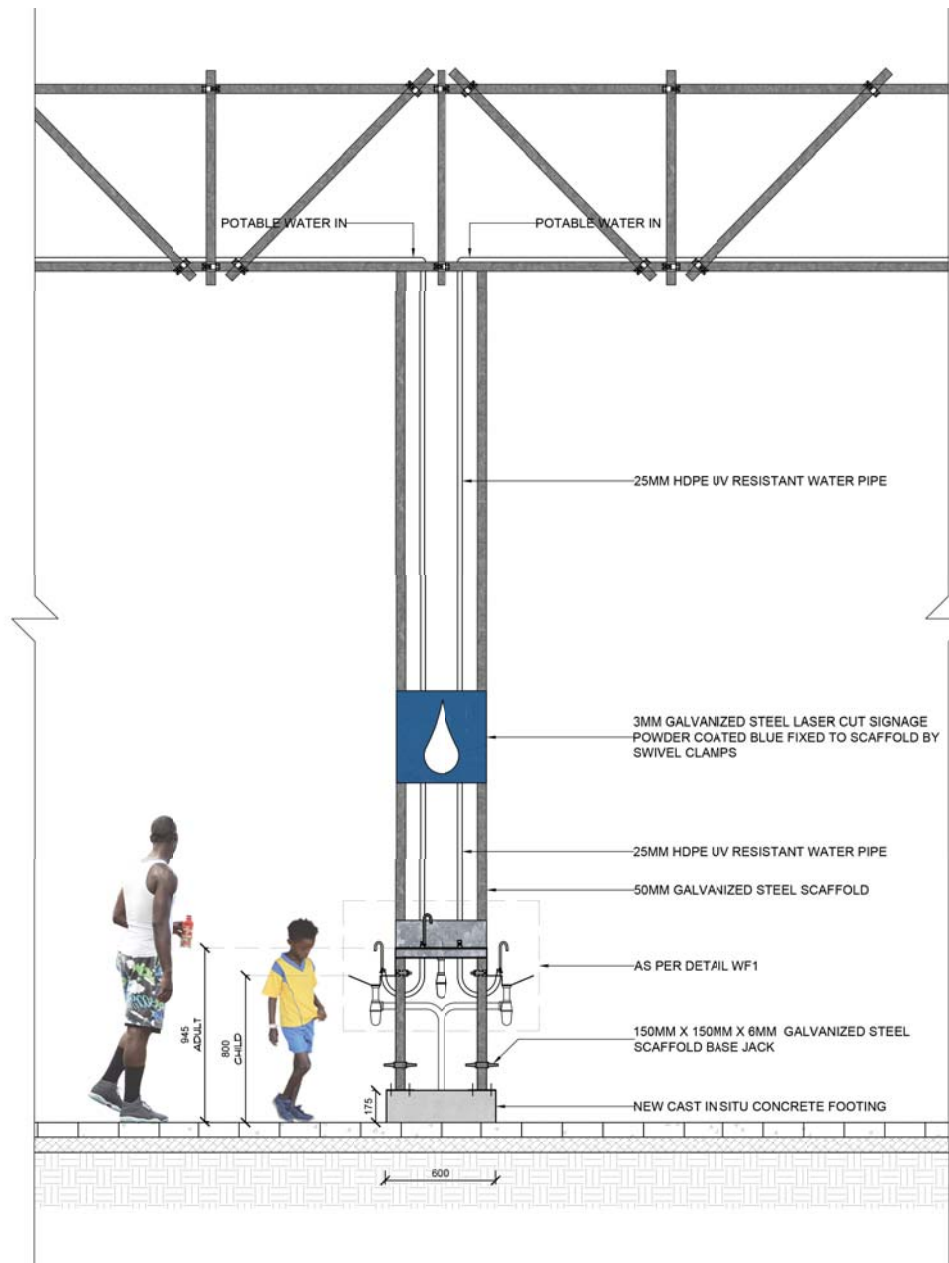 POTABLE WATER IN
POTABLE WATER IN
25MM HDPE UV RESISTANT WATER PIPE
3MM GALVANIZED STEEL LASER CUT SIGNAGE
POWDER COATED BLUE FIXED TO SCAFFOLD BY
SWIVEL CLAMPS
25MM HDPE UV RESISTANT WATER PIPE
50MM GALVANIZED STEEL SCAFFOLD
AS PER DETAIL WF1
945
ADULT
800
CHILD
150MM X 150MM X 6MM GALVANIZED STEEL
SCAFFOLD BASE JACK
175
NEW CAST IN SITU CONCRETE FOOTING
600